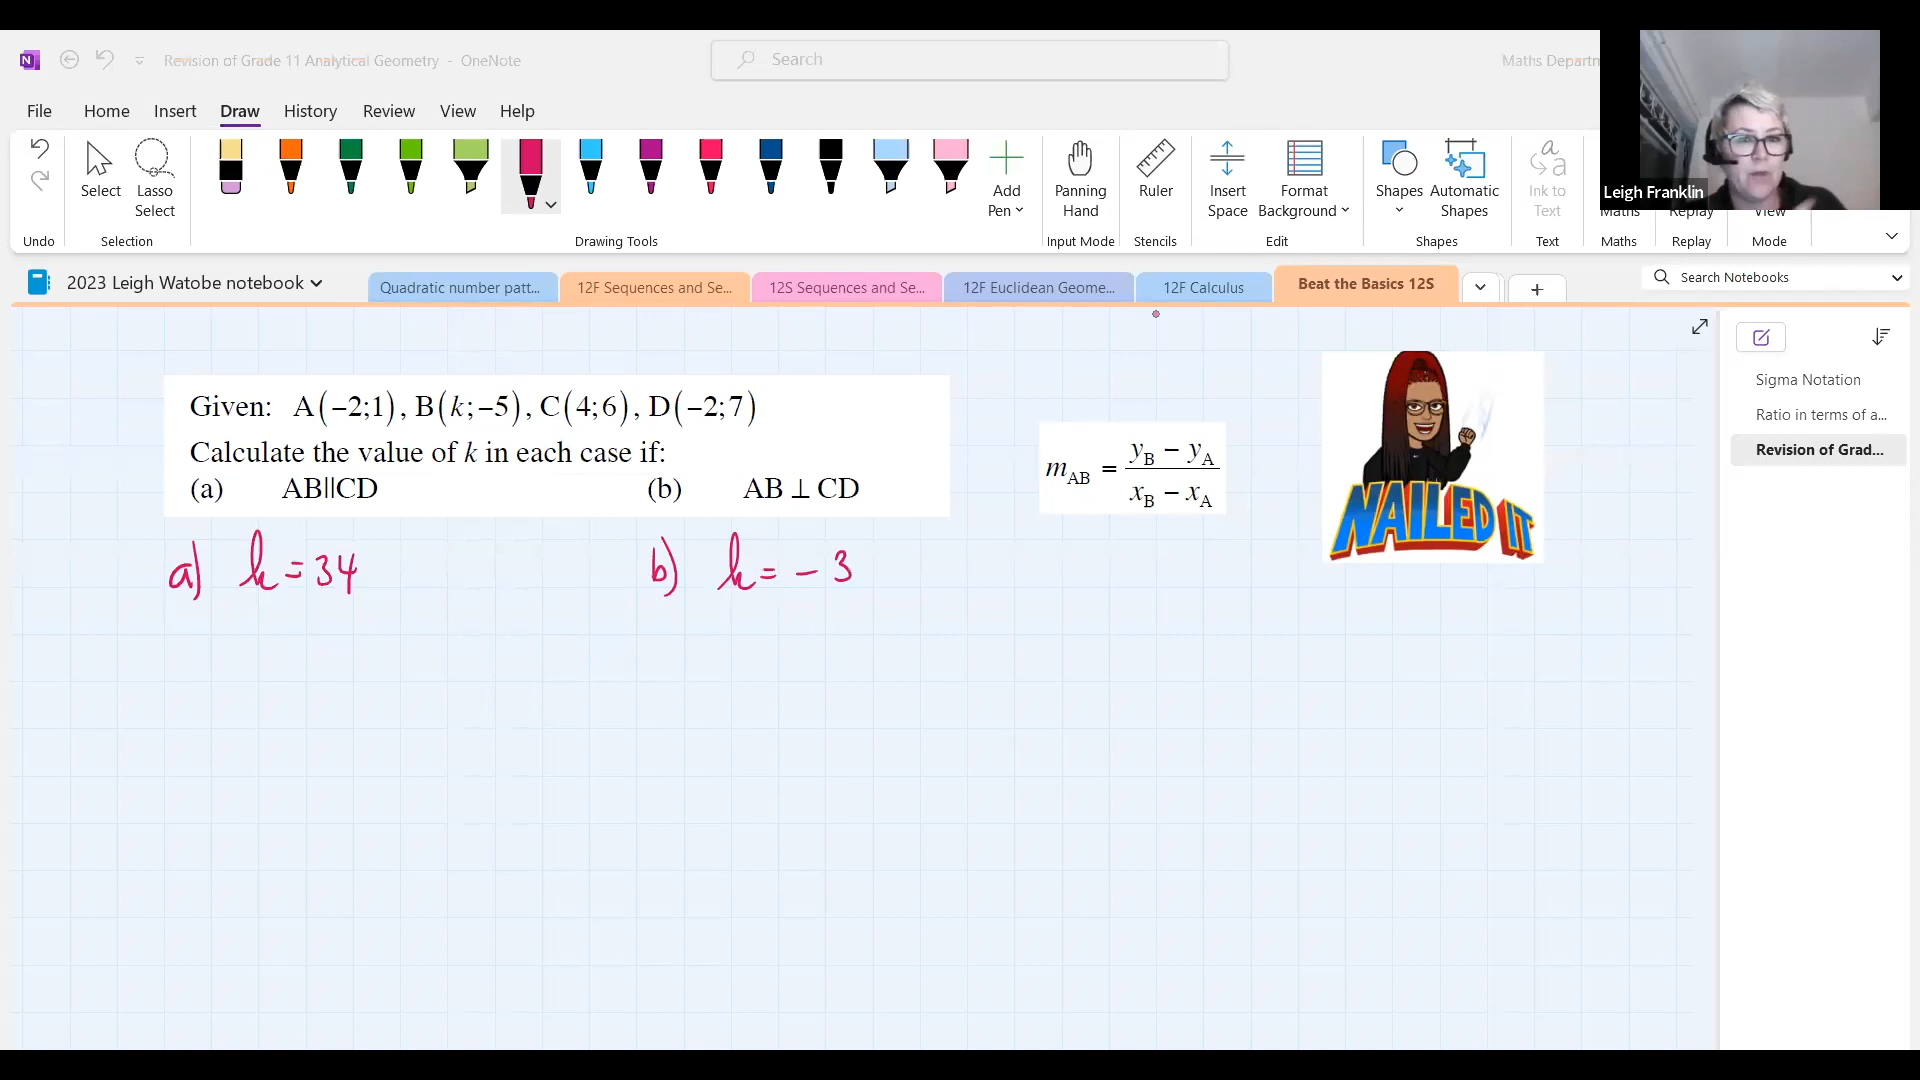 Revision of Grade 11 Analytical Geometry - OneNote
Search
Leigh Franklin
File Home Insert Draw History Review View Help
Undo
Select
Lasso Select
Selection
Drawing Tools
Add Pen
Panning Hand
Input Mode
Ruler
Stencils
Insert Space
Format Background
Edit
Shapes
Automatic Shapes
Shapes
Ink to Text
Text
Maths
Maths
Replay
Replay
View
Mode
2023 Leigh Watobe notebook
Quadratic number patt...
12F Sequences and Se...
12S Sequences and Se...
12F Euclidean Geome...
12F Calculus
Beat the Basics 12S
+
Search Notebooks
Given: A(−2;1), B(k;−5), C(4;6), D(−2;7)
Calculate the value of k in each case if:
(a) AB||CD (b) AB ⊥ CD
a) k = 34 b) k = - 3
m_AB = (y_B − y_A)/(x_B − x_A)
NAILED IT
Sigma Notation
Ratio in terms of a...
Revision of Grad...